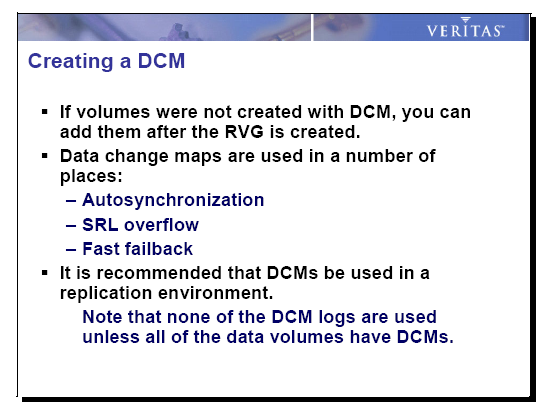 VERITAS™
Creating a DCM
▪ If volumes were not created with DCM, you can
add them after the RVG is created.
▪ Data change maps are used in a number of
places:
– Autosynchronization
– SRL overflow
– Fast failback
▪ It is recommended that DCMs be used in a
replication environment.
Note that none of the DCM logs are used
unless all of the data volumes have DCMs.